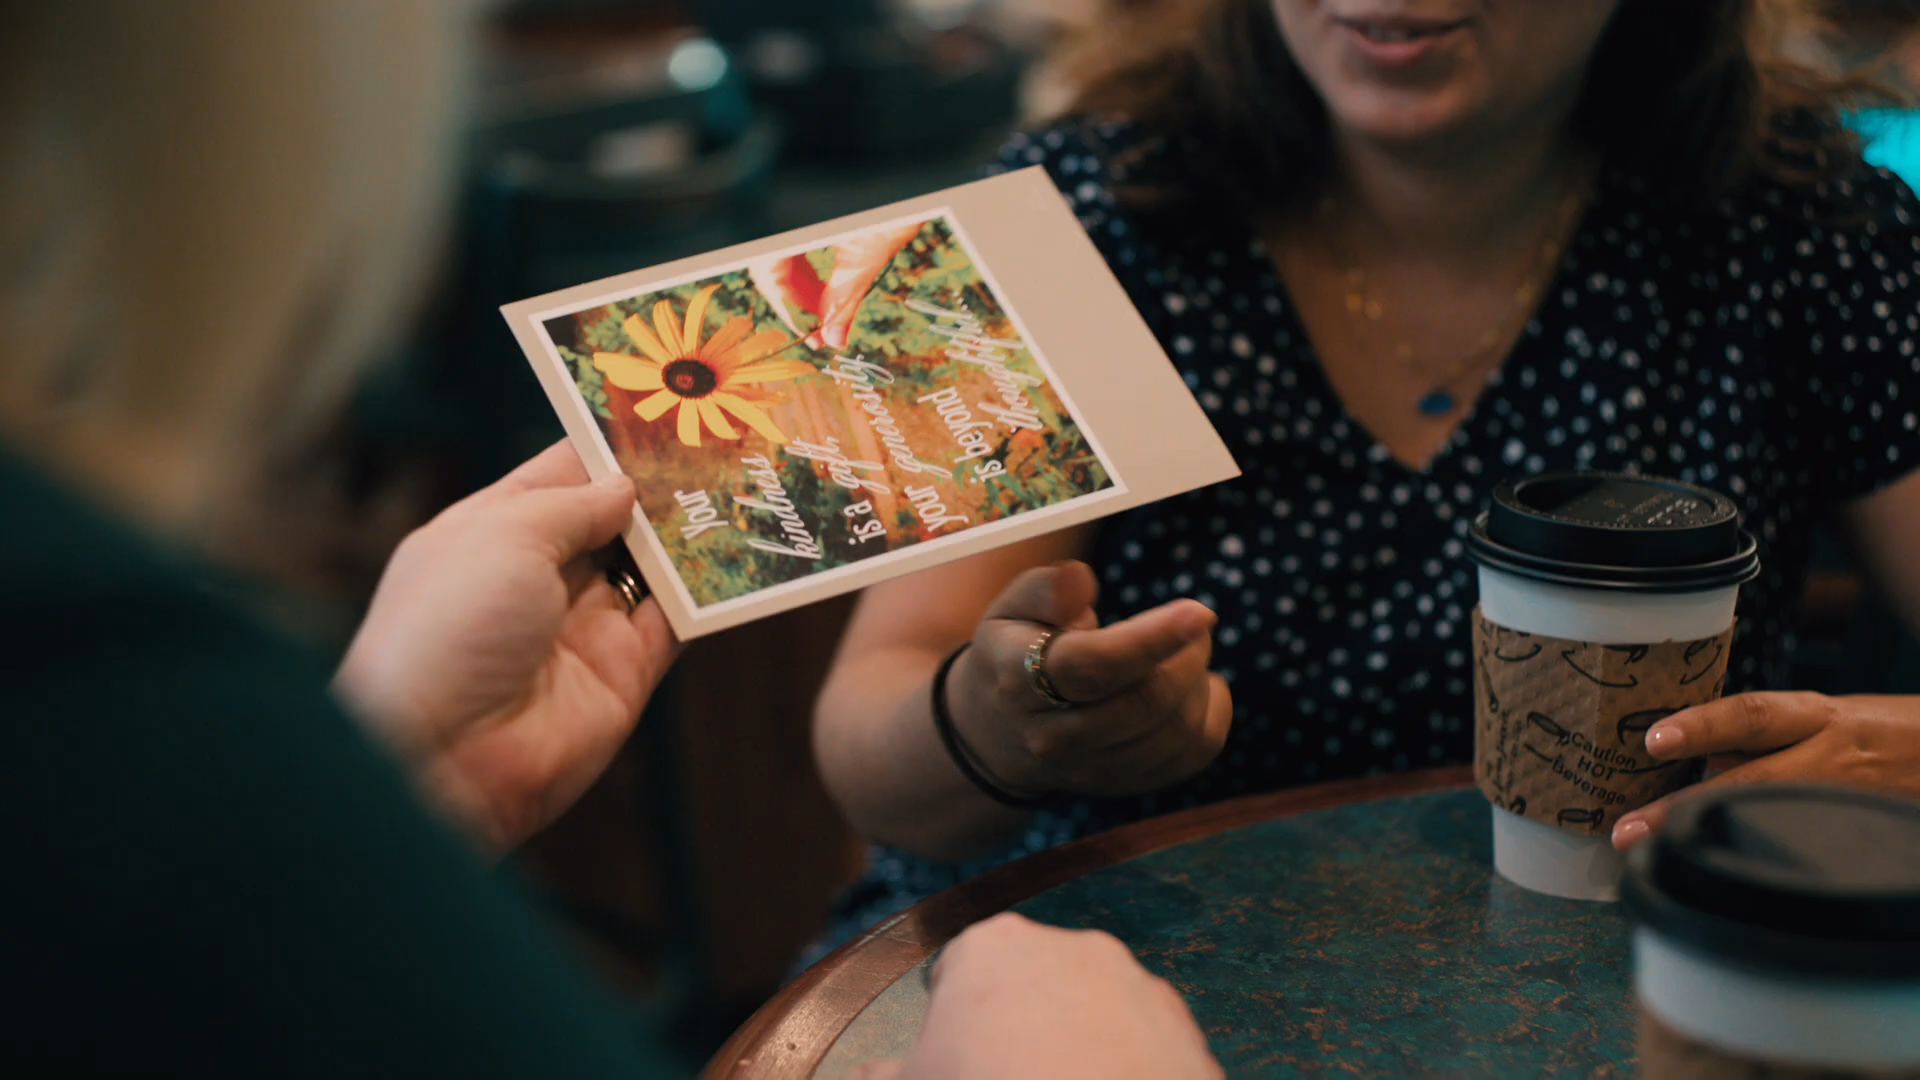 Your
kindness
is a gift,
your generosity,
is beyond
thoughtful...
Caution
HOT
Beverage